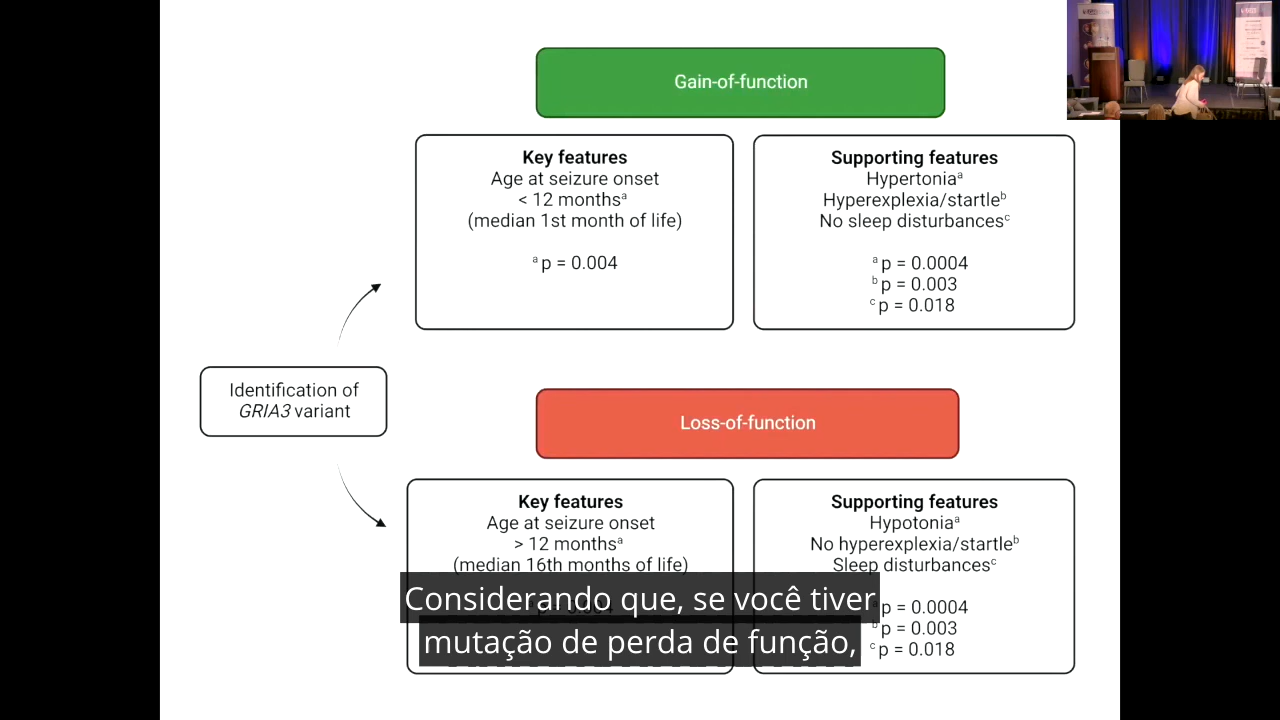 Gain-of-function
Key features
Age at seizure onset
< 12 monthsᵃ
(median 1st month of life)
ᵃ p = 0.004
Supporting features
Hypertoniaᵃ
Hyperexplexia/startleᵇ
No sleep disturbancesᶜ
ᵃ p = 0.0004
ᵇ p = 0.003
ᶜ p = 0.018
Identification of
GRIA3 variant
Loss-of-function
Key features
Age at seizure onset
> 12 monthsᵃ
(median 16th months of life)
Supporting features
Hypotoniaᵃ
No hyperexplexia/startleᵇ
Sleep disturbancesᶜ
ᵃ p = 0.0004
ᵇ p = 0.003
ᶜ p = 0.018
Considerando que, se você tiver
mutação de perda de função,